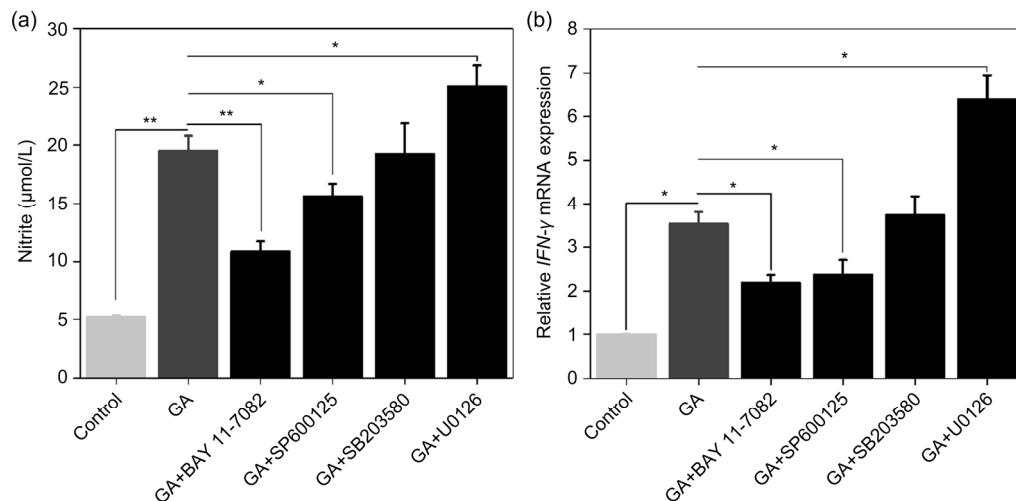 (a)
Nitrite (µmol/L)
30
25
20
15
10
5
0
**
**
*
*
Control
GA
GA+BAY 11-7082
GA+SP600125
GA+SB203580
GA+U0126
(b)
Relative IFN-γ mRNA expression
8
7
6
5
4
3
2
1
0
*
*
*
*
Control
GA
GA+BAY 11-7082
GA+SP600125
GA+SB203580
GA+U0126